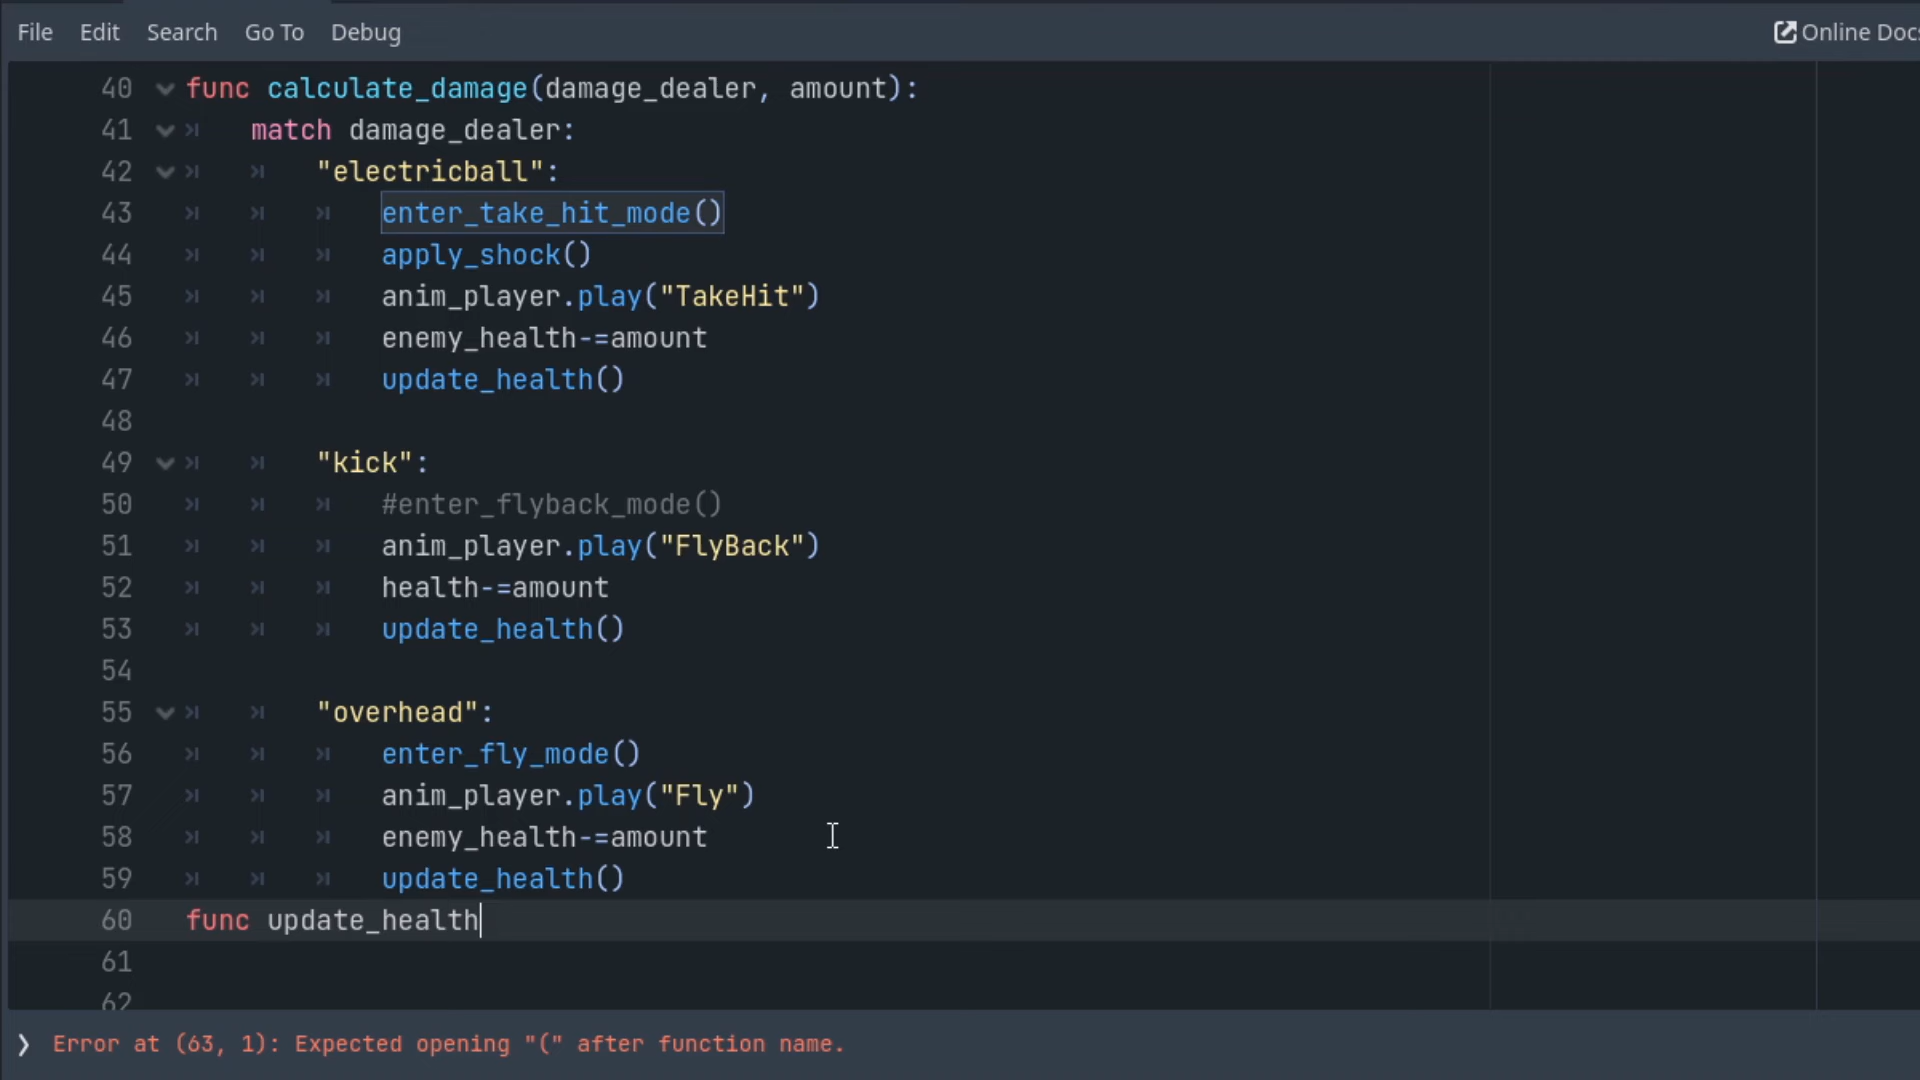 File Edit Search Go To Debug Online Docs
40 func calculate_damage(damage_dealer, amount):
41 match damage_dealer:
42 "electricball":
43 enter_take_hit_mode()
44 apply_shock()
45 anim_player.play("TakeHit")
46 enemy_health-=amount
47 update_health()
48
49 "kick":
50 #enter_flyback_mode()
51 anim_player.play("FlyBack")
52 health-=amount
53 update_health()
54
55 "overhead":
56 enter_fly_mode()
57 anim_player.play("Fly")
58 enemy_health-=amount
59 update_health()
60 func update_health
61
62
Error at (63, 1): Expected opening "(" after function name.